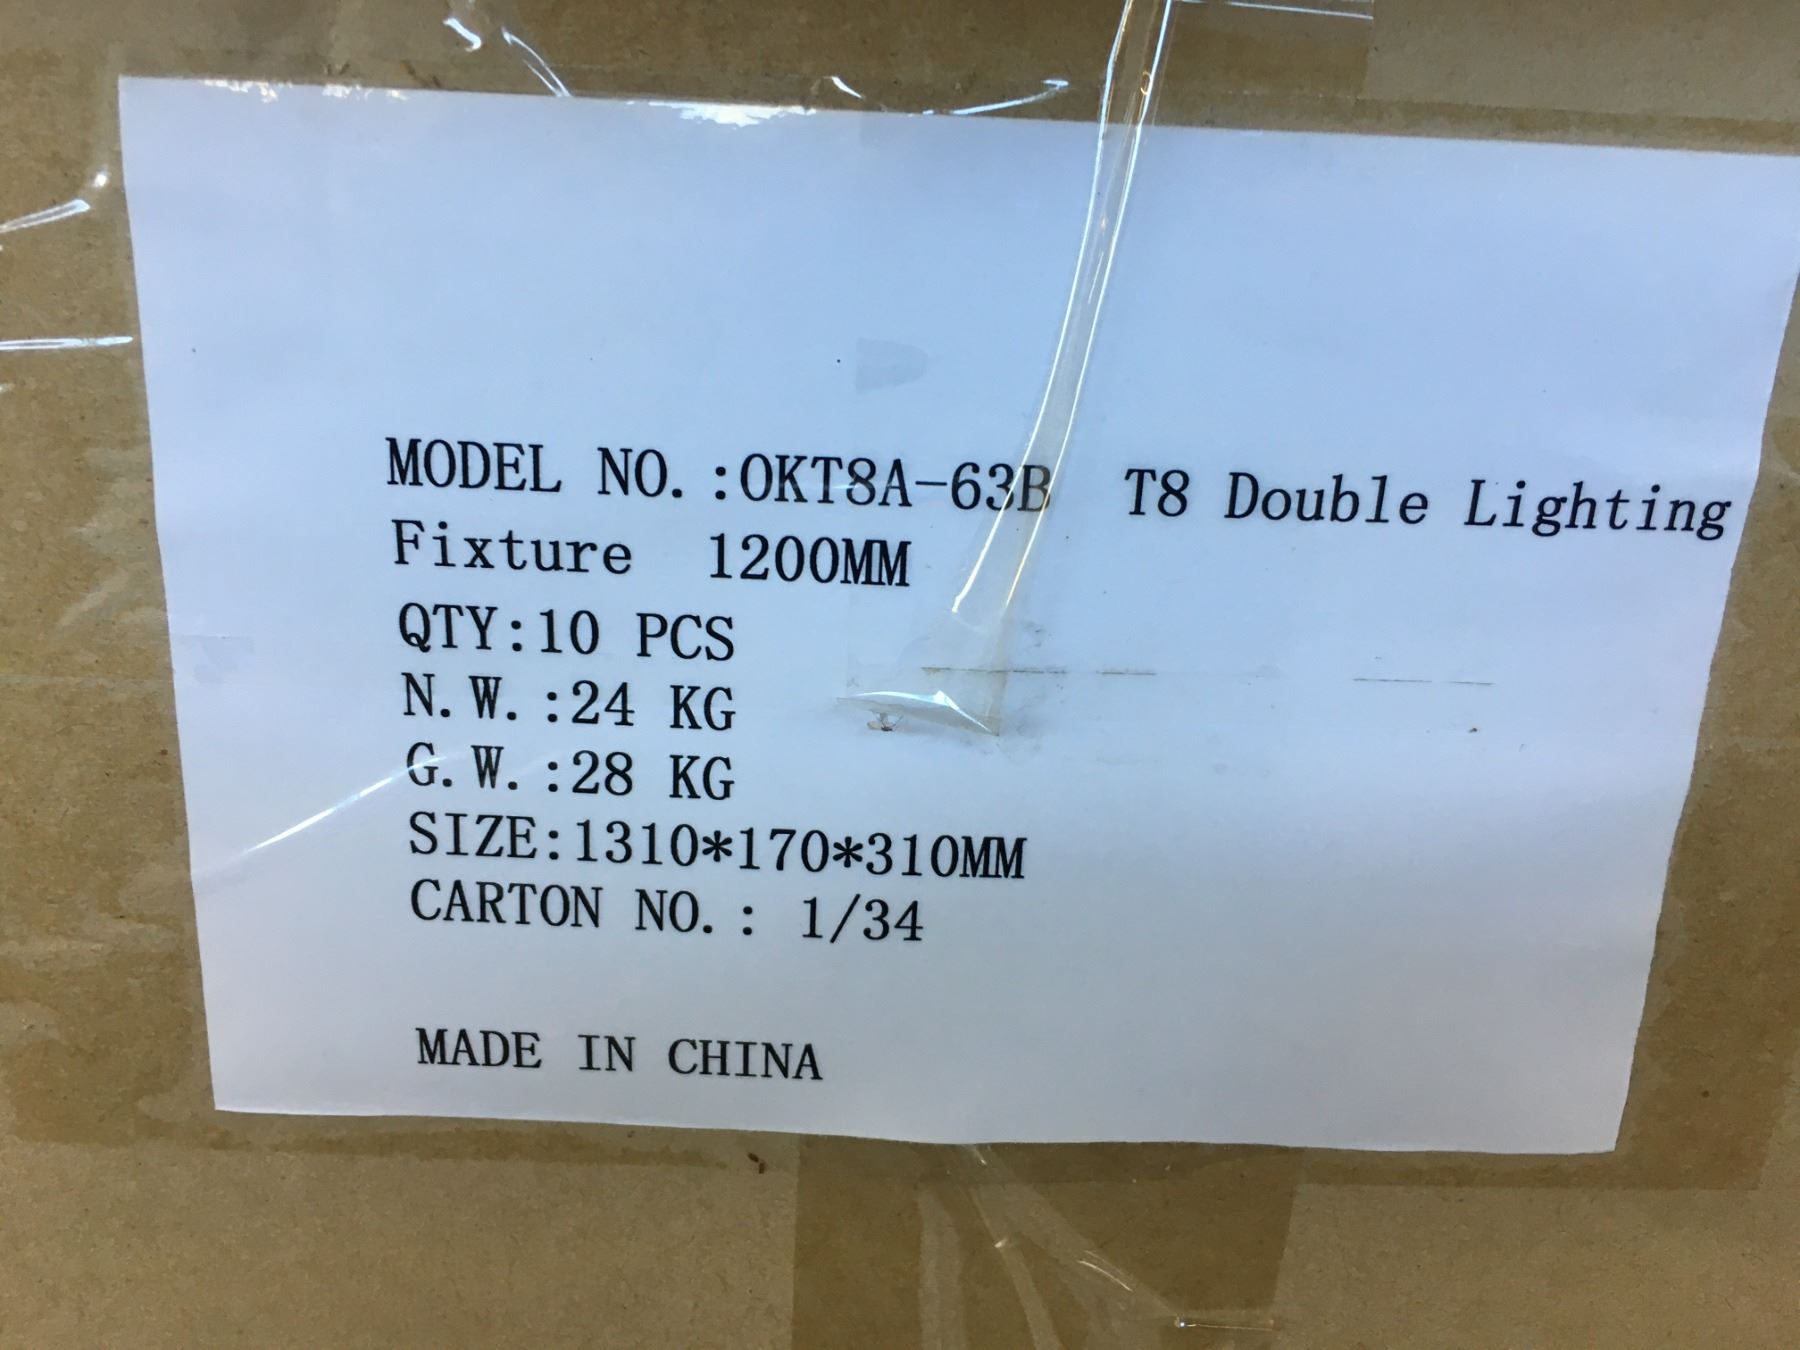 MODEL NO.:OKT8A-63B  T8 Double Lighting
Fixture  1200MM
QTY:10 PCS
N.W.:24 KG
G.W.:28 KG
SIZE:1310*170*310MM
CARTON NO.: 1/34
MADE IN CHINA